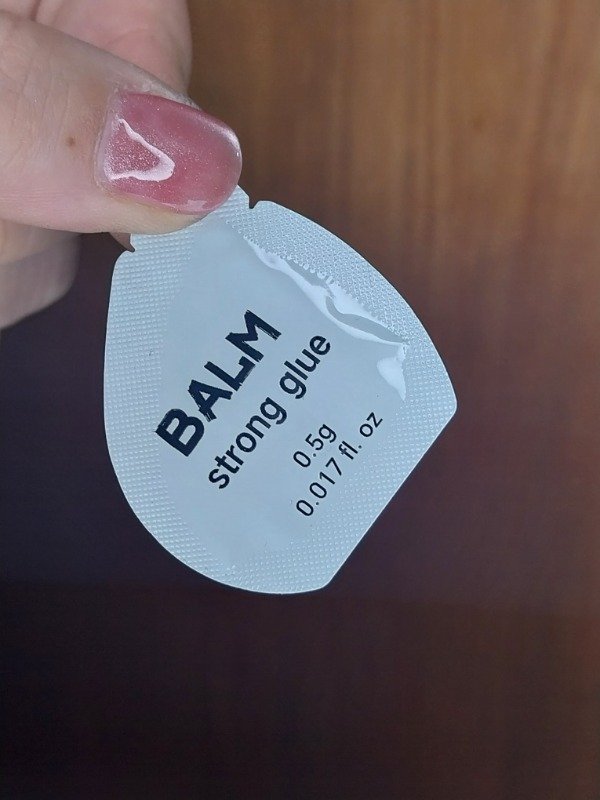 BALM
strong glue
0.5g
0.017 fl. oz